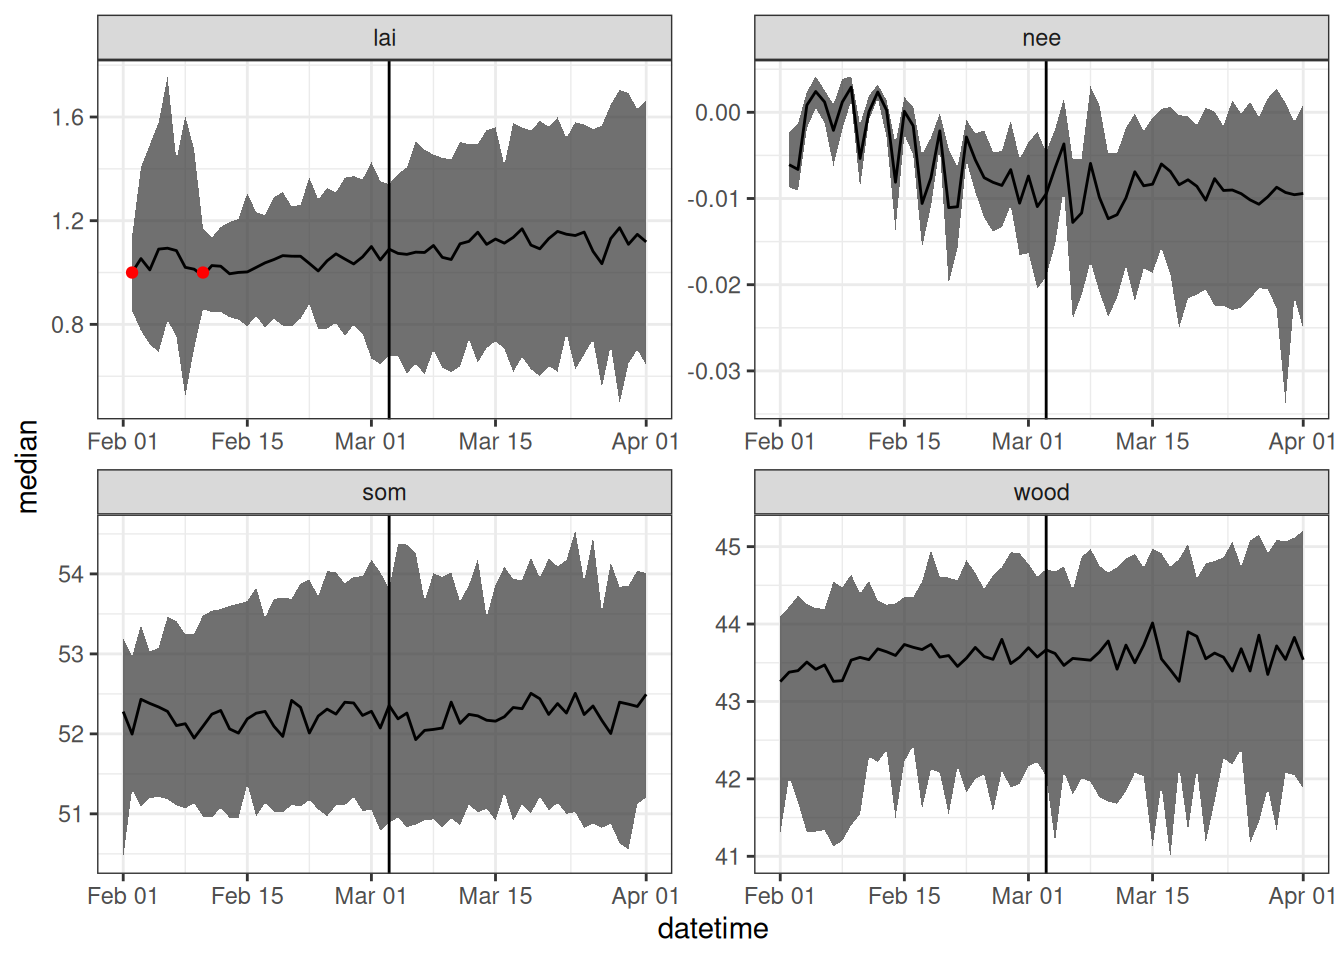 lai
nee
1.6
1.2
0.8
0.00
-0.01
-0.02
-0.03
Feb 01 Feb 15 Mar 01 Mar 15 Apr 01
Feb 01 Feb 15 Mar 01 Mar 15 Apr 01
median
som
wood
54
53
52
51
45
44
43
42
41
Feb 01 Feb 15 Mar 01 Mar 15 Apr 01
Feb 01 Feb 15 Mar 01 Mar 15 Apr 01
datetime